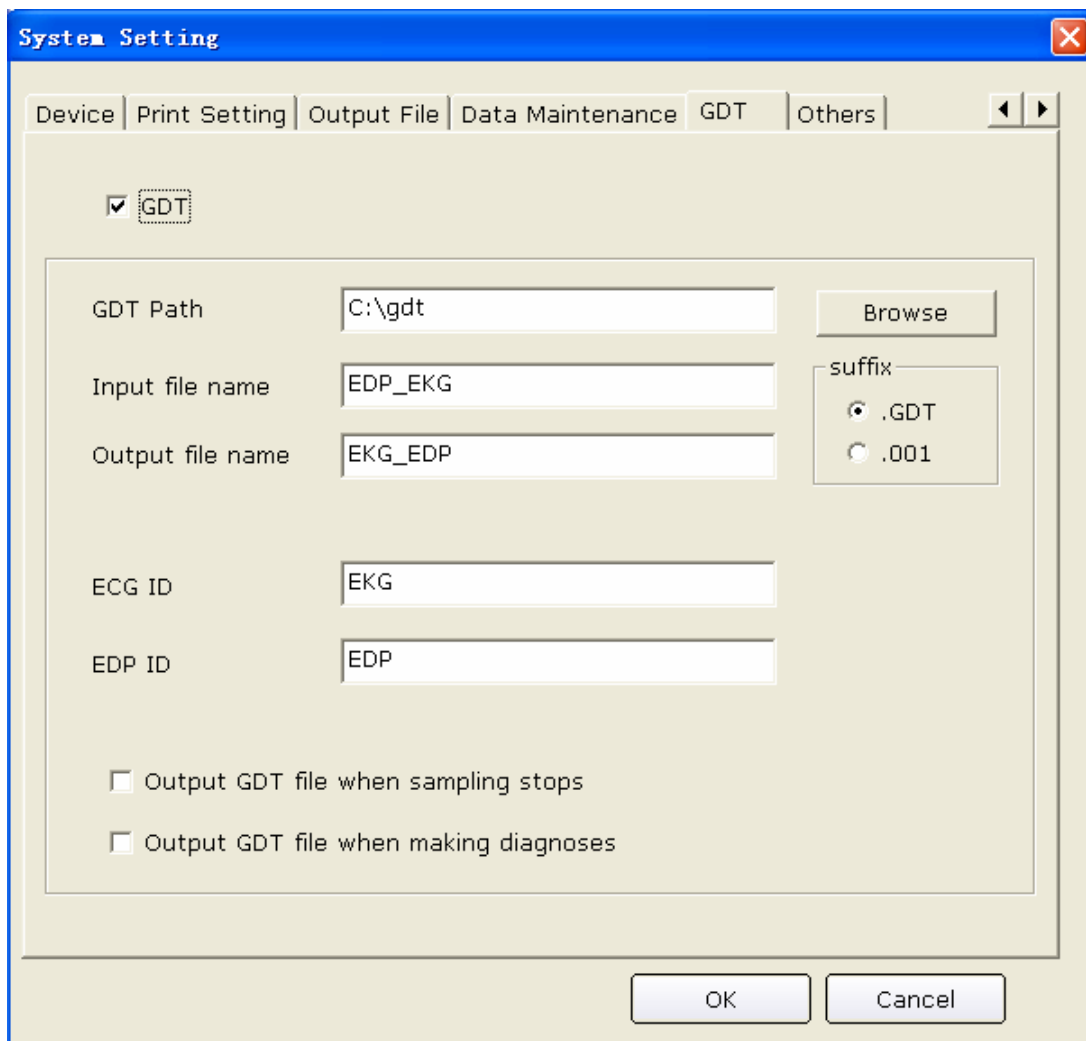 System Setting
Device Print Setting Output File Data Maintenance GDT Others
GDT
GDT Path C:\gdt Browse
Input file name EDP_EKG
suffix
.GDT
Output file name EKG_EDP
.001
ECG ID EKG
EDP ID EDP
Output GDT file when sampling stops
Output GDT file when making diagnoses
OK Cancel